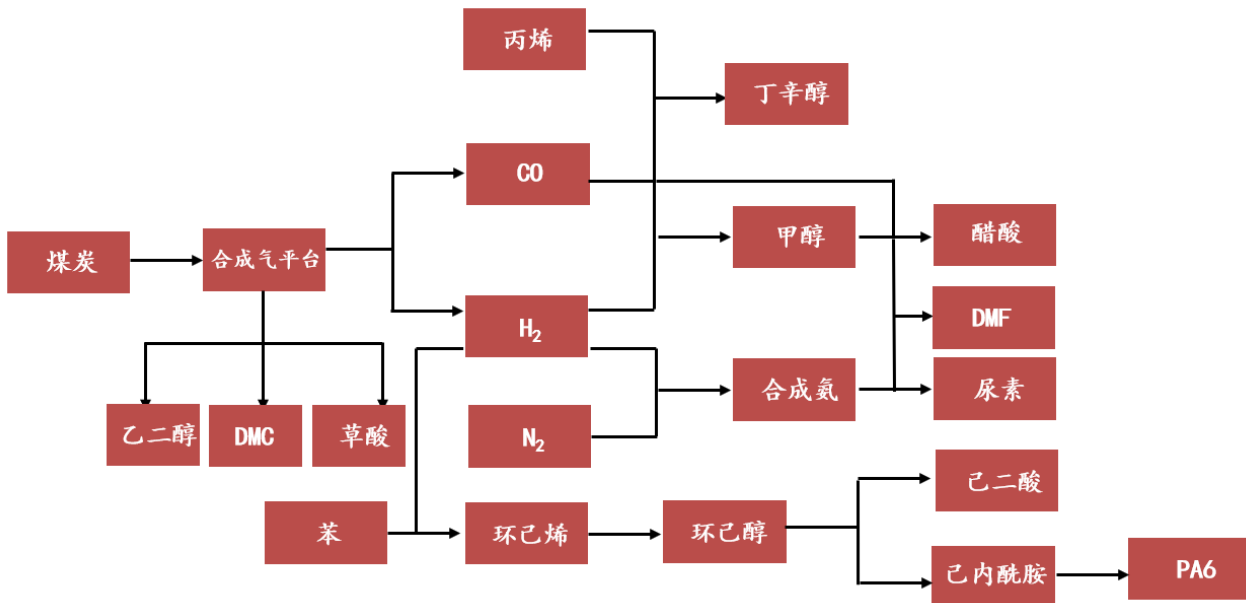 丙烯
丁辛醇
CO
煤炭
合成气平台
甲醇
醋酸
H₂
DMF
合成氨
尿素
乙二醇
DMC
草酸
N₂
己二酸
苯
环己烯
环己醇
己内酰胺
PA6